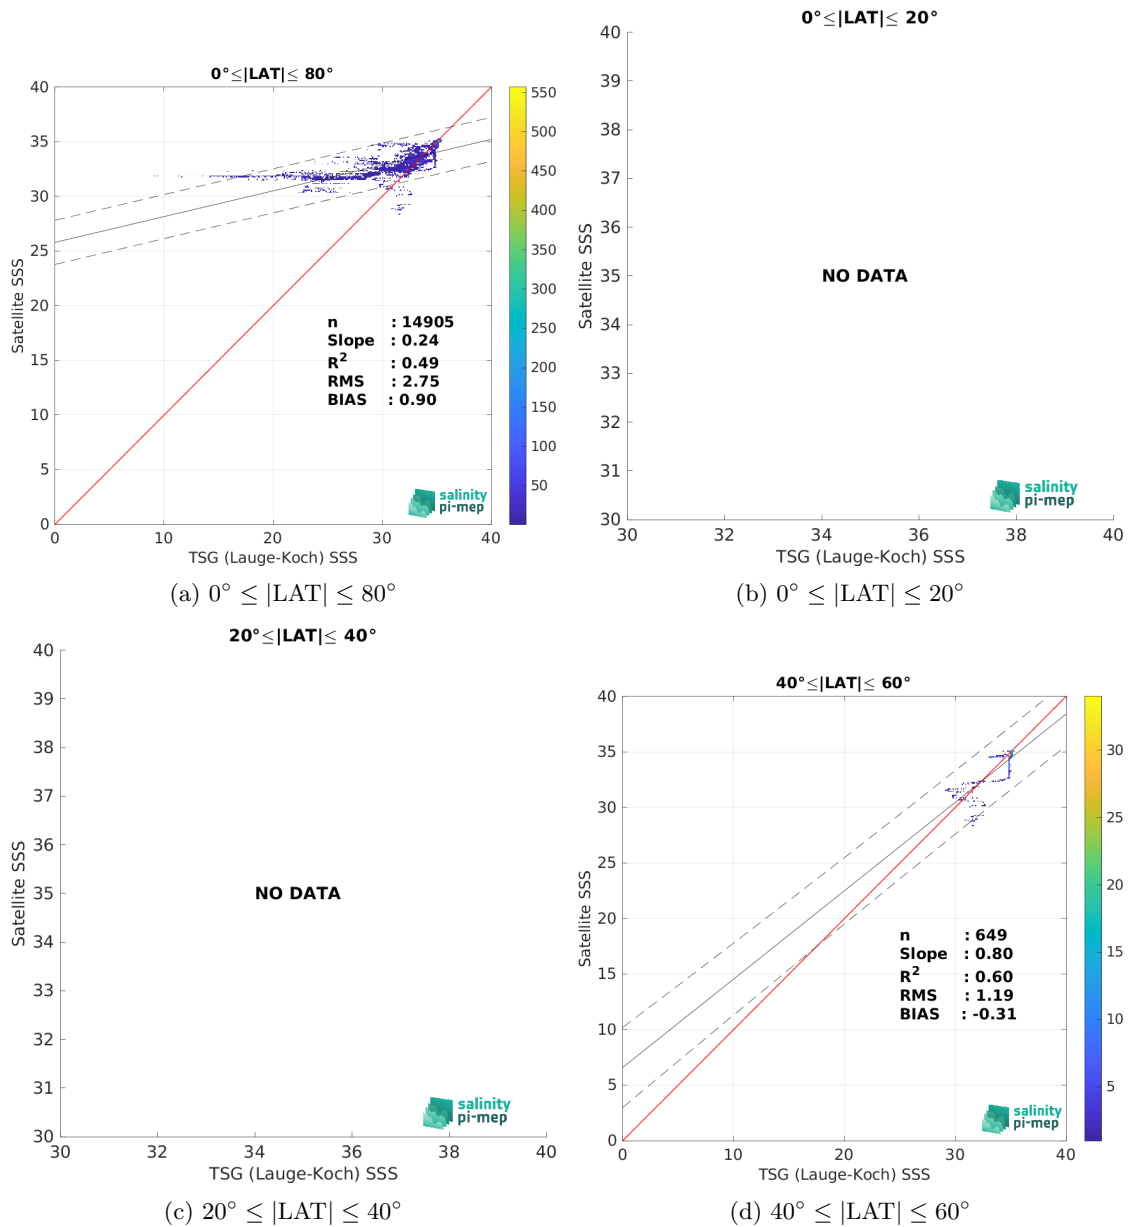 0°≤|LAT|≤ 80°
40
35
30
25
20
15
10
5
0
0
10
20
30
40
Satellite SSS
TSG (Lauge-Koch) SSS
n : 14905
Slope : 0.24
R2 : 0.49
RMS : 2.75
BIAS : 0.90
salinity
pi-mep
550
500
450
400
350
300
250
200
150
100
50
(a) 0° ≤ |LAT| ≤ 80°
0°≤|LAT|≤ 20°
40
39
38
37
36
35
34
33
32
31
30
30
32
34
36
38
40
Satellite SSS
TSG (Lauge-Koch) SSS
NO DATA
salinity
pi-mep
(b) 0° ≤ |LAT| ≤ 20°
20°≤|LAT|≤ 40°
40
39
38
37
36
35
34
33
32
31
30
30
32
34
36
38
40
Satellite SSS
TSG (Lauge-Koch) SSS
NO DATA
salinity
pi-mep
(c) 20° ≤ |LAT| ≤ 40°
40°≤|LAT|≤ 60°
40
35
30
25
20
15
10
5
0
0
10
20
30
40
Satellite SSS
TSG (Lauge-Koch) SSS
n : 649
Slope : 0.80
R2 : 0.60
RMS : 1.19
BIAS : -0.31
salinity
pi-mep
30
25
20
15
10
5
(d) 40° ≤ |LAT| ≤ 60°